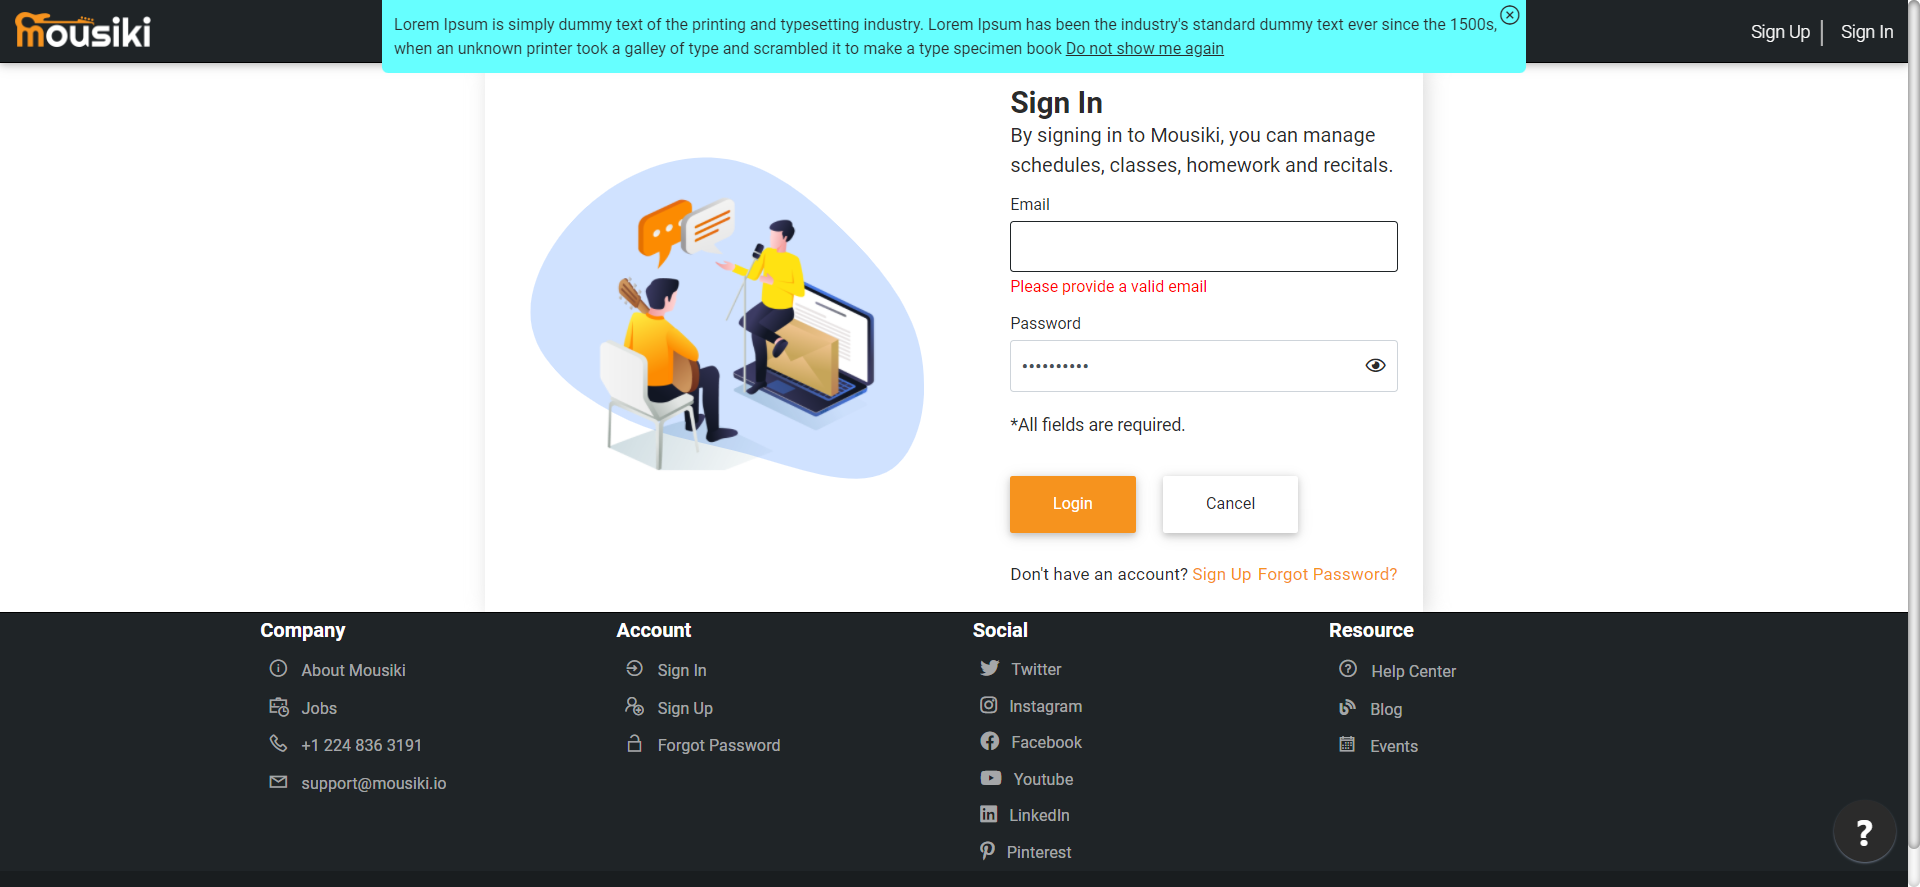 mousiki
Lorem Ipsum is simply dummy text of the printing and typesetting industry. Lorem Ipsum has been the industry's standard dummy text ever since the 1500s,
when an unknown printer took a galley of type and scrambled it to make a type specimen book Do not show me again
Sign Up
Sign In
Sign In
By signing in to Mousiki, you can manage
schedules, classes, homework and recitals.
Email
Please provide a valid email
Password
••••••••••
*All fields are required.
Login
Cancel
Don't have an account? Sign Up Forgot Password?
Company
About Mousiki
Jobs
+1 224 836 3191
support@mousiki.io
Account
Sign In
Sign Up
Forgot Password
Social
Twitter
Instagram
Facebook
Youtube
LinkedIn
Pinterest
Resource
Help Center
Blog
Events
?